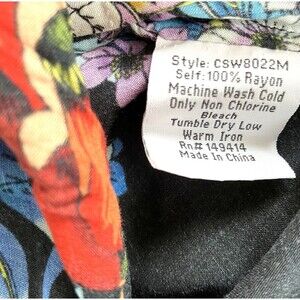 Style: CSW8022M
Self: 100% Rayon
Machine Wash Cold
Only Non Chlorine
Bleach
Tumble Dry Low
Warm Iron
Rn# 149414
Made In China